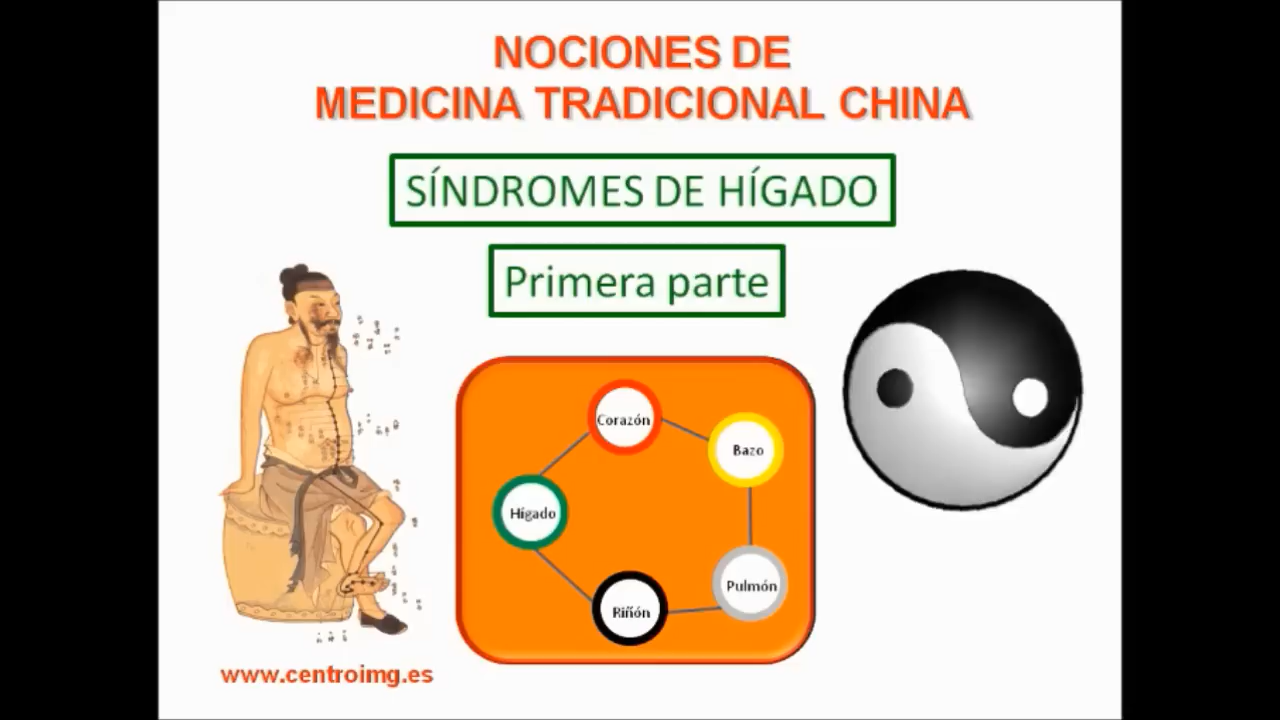 NOCIONES DE
MEDICINA TRADICIONAL CHINA
SÍNDROMES DE HÍGADO
Primera parte
Corazón
Bazo
Hígado
Pulmón
Riñón
www.centroimg.es